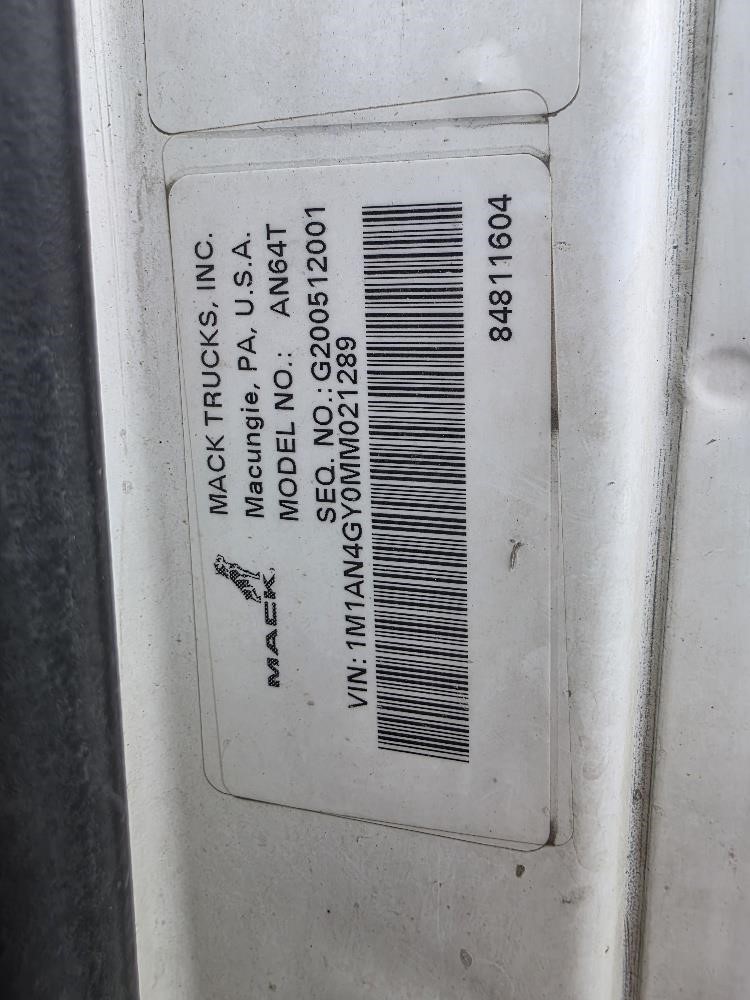 MACK
MACK TRUCKS, INC.
Macungie, PA, U.S.A.
MODEL NO.: AN64T
SEQ. NO.: G200512001
VIN: 1M1AN4GY0MM021289
84811604